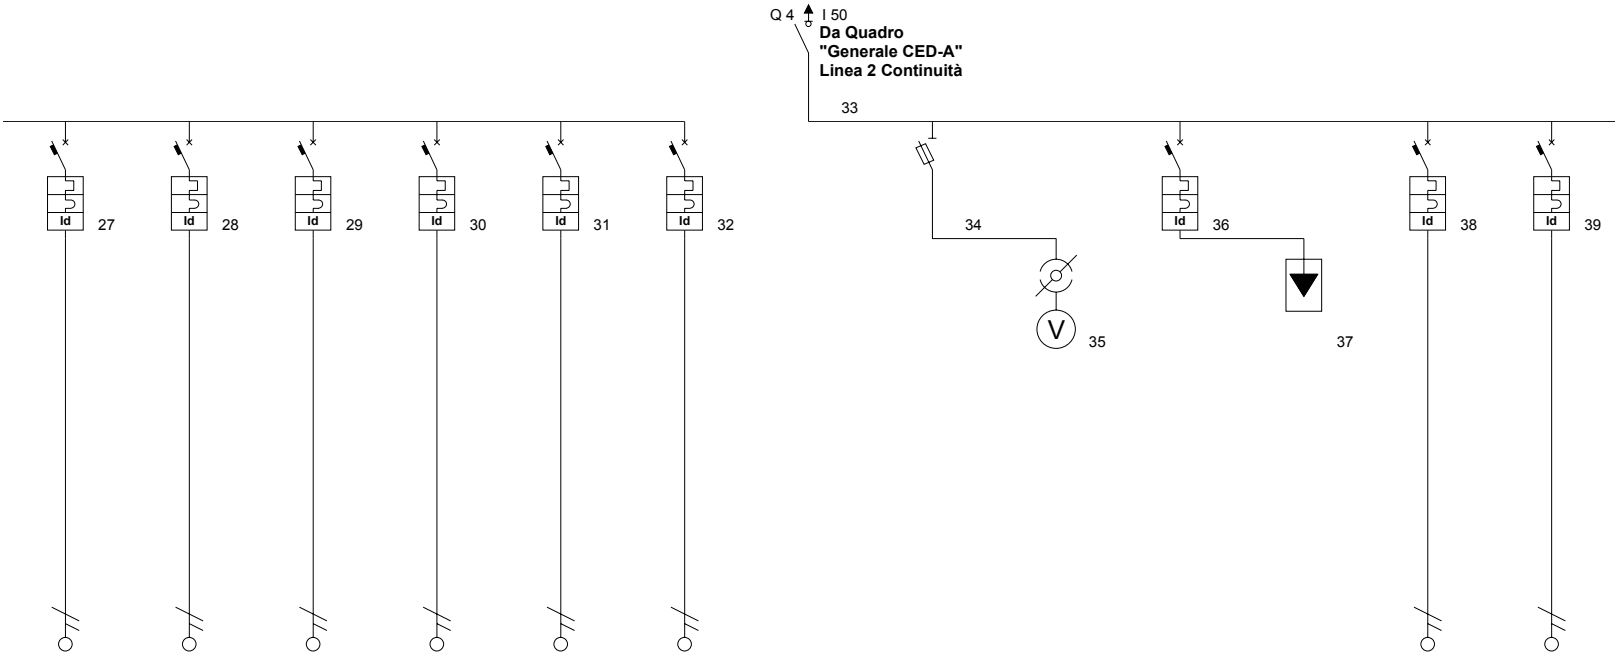 Q 4 I 50
Da Quadro
"Generale CED-A"
Linea 2 Continuità
33
Id 27
Id 28
Id 29
Id 30
Id 31
Id 32
34
Id 36
Id 38
Id 39
V 35
37